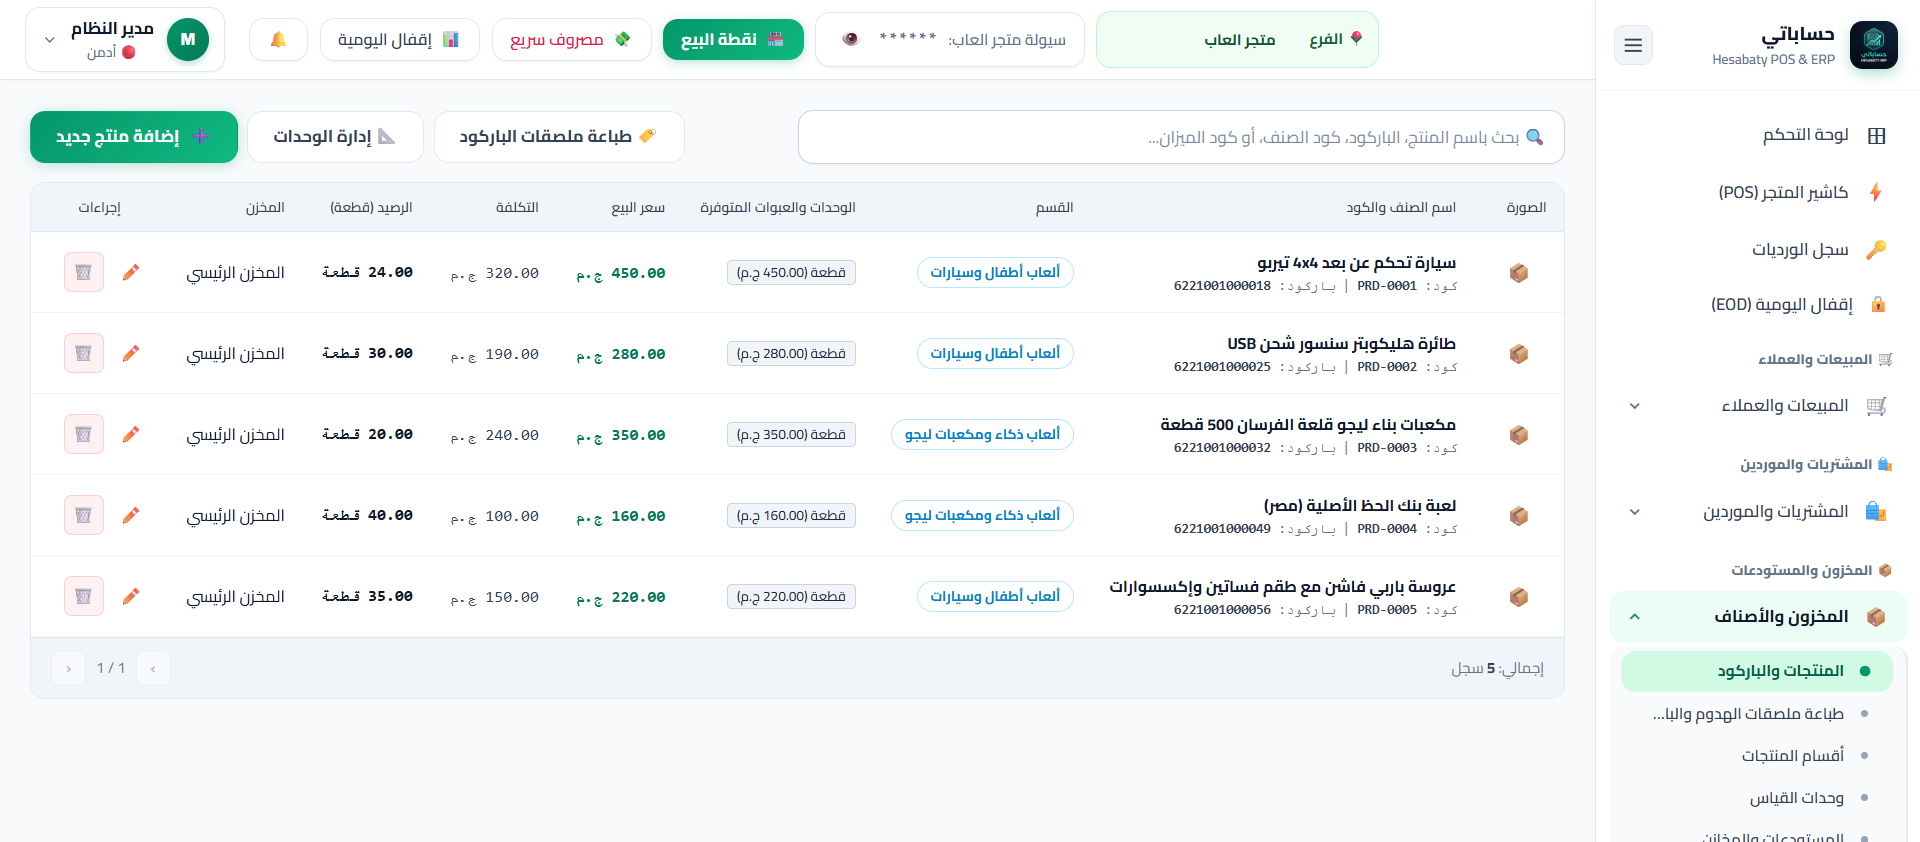 حساباتي
Hesabaty POS & ERP
HESABATY ERP
لوحة التحكم
كاشير المتجر (POS)
سجل الورديات
إقفال اليومية (EOD)
المبيعات والعملاء
المبيعات والعملاء
المشتريات والموردين
المشتريات والموردين
المخزون والمستودعات
المخزون والأصناف
المنتجات والباركود
طباعة ملصقات الهدوم والبا...
أقسام المنتجات
وحدات القياس
المستودعات والمخازن
الفرع متجر العاب
سيولة متجر العاب: ******
نقطة البيع
مصروف سريع
إقفال اليومية
M
مدير النظام
أدمن
بحث باسم المنتج, الباركود، كود الصنف، أو كود الميزان...
طباعة ملصقات الباركود
إدارة الوحدات
إضافة منتج جديد
الصورة اسم الصنف والكود القسم الوحدات والعبوات المتوفرة سعر البيع التكلفة الرصيد (قطعة) المخزن إجراءات
سيارة تحكم عن بعد 4x4 تيربو
كود: PRD-0001 | باركود: 6221001000018
ألعاب أطفال وسيارات قطعة (450.00 ج.م) 450.00 ج.م 320.00 ج.م 24.00 قطعة المخزن الرئيسي
طائرة هليكوبتر سنسور شحن USB
كود: PRD-0002 | باركود: 6221001000025
ألعاب أطفال وسيارات قطعة (280.00 ج.م) 280.00 ج.م 190.00 ج.م 30.00 قطعة المخزن الرئيسي
مكعبات بناء ليجو قلعة الفرسان 500 قطعة
كود: PRD-0003 | باركود: 6221001000032
ألعاب ذكاء ومكعبات ليجو قطعة (350.00 ج.م) 350.00 ج.م 240.00 ج.م 20.00 قطعة المخزن الرئيسي
لعبة بنك الحظ الأصلية (مصر)
كود: PRD-0004 | باركود: 6221001000049
ألعاب ذكاء ومكعبات ليجو قطعة (160.00 ج.م) 160.00 ج.م 100.00 ج.م 40.00 قطعة المخزن الرئيسي
عروسة باربي فاشن مع طقم فساتين وإكسسوارات
كود: PRD-0005 | باركود: 6221001000056
ألعاب أطفال وسيارات قطعة (220.00 ج.م) 220.00 ج.م 150.00 ج.م 35.00 قطعة المخزن الرئيسي
إجمالي: 5 سجل
1 / 1